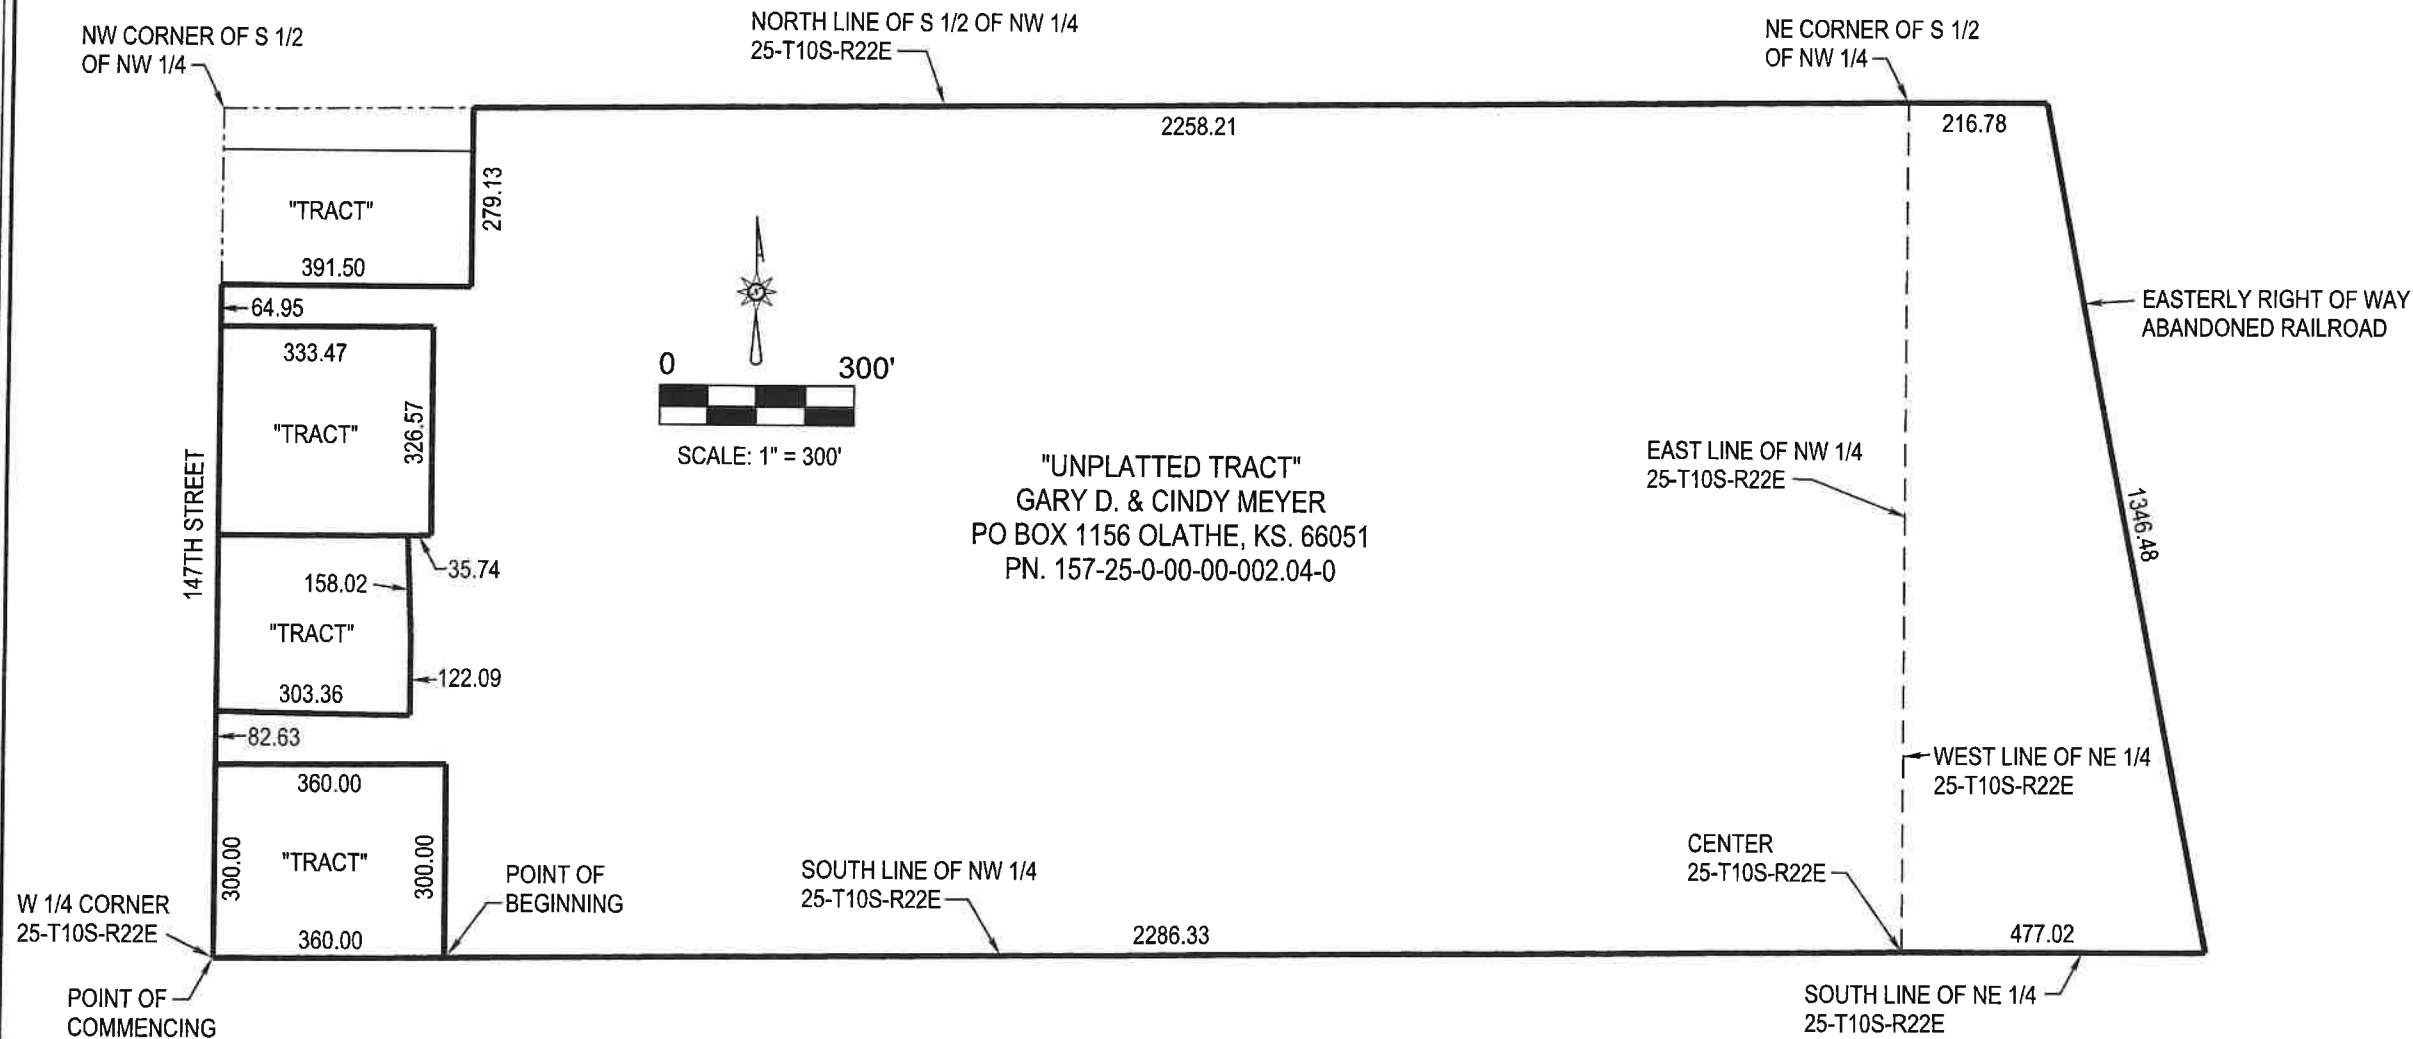 NW CORNER OF S 1/2
OF NW 1/4
NORTH LINE OF S 1/2 OF NW 1/4
25-T10S-R22E
NE CORNER OF S 1/2
OF NW 1/4
2258.21
216.78
279.13
"TRACT"
391.50
64.95
333.47
326.57
"TRACT"
0 300'
SCALE: 1" = 300'
EASTERLY RIGHT OF WAY
ABANDONED RAILROAD
147TH STREET
"UNPLATTED TRACT"
GARY D. & CINDY MEYER
PO BOX 1156 OLATHE, KS. 66051
PN. 157-25-0-00-00-002.04-0
EAST LINE OF NW 1/4
25-T10S-R22E
1346.48
35.74
158.02
"TRACT"
122.09
303.36
82.63
WEST LINE OF NE 1/4
25-T10S-R22E
360.00
300.00
"TRACT"
300.00
360.00
W 1/4 CORNER
25-T10S-R22E
POINT OF
BEGINNING
SOUTH LINE OF NW 1/4
25-T10S-R22E
CENTER
25-T10S-R22E
2286.33
477.02
POINT OF
COMMENCING
SOUTH LINE OF NE 1/4
25-T10S-R22E